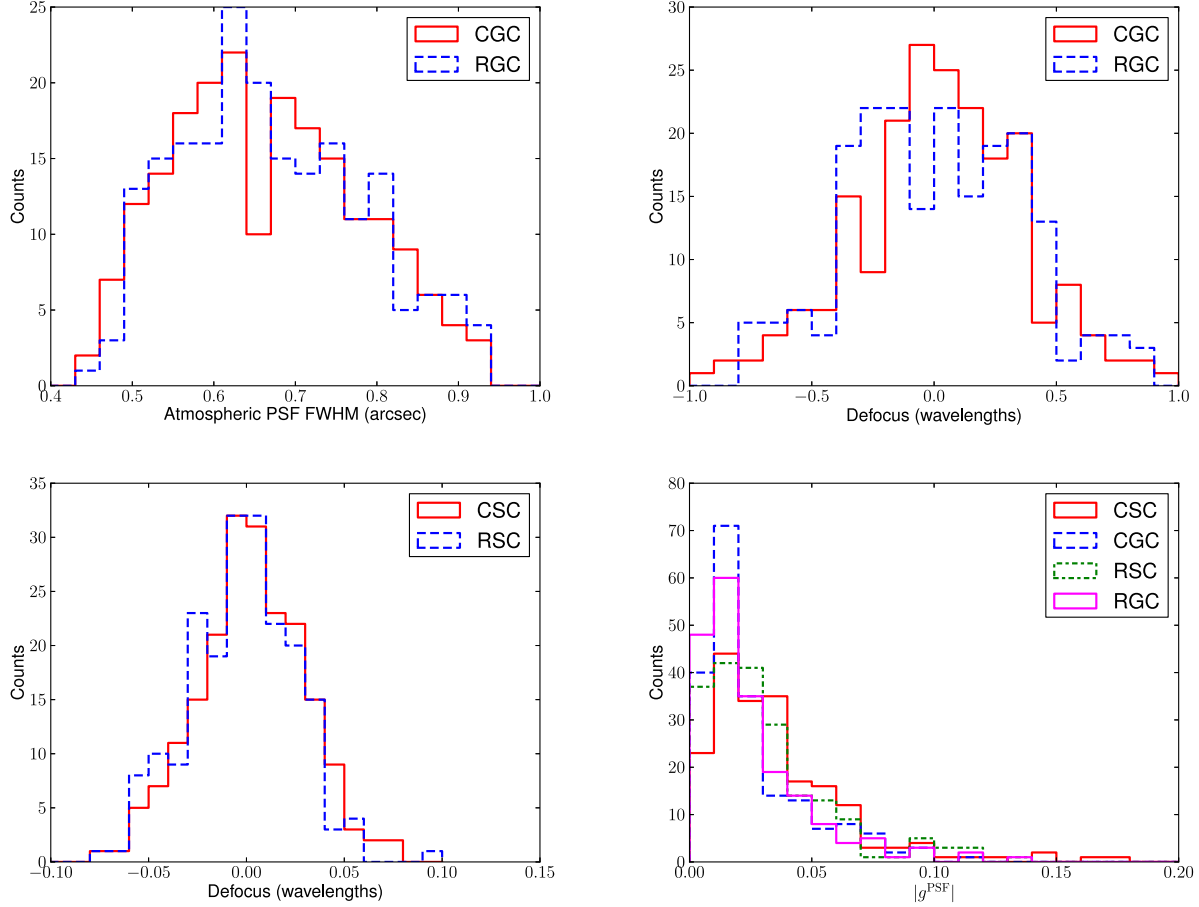 25
20
15
10
5
0
Counts
0.4 0.5 0.6 0.7 0.8 0.9 1.0
Atmospheric PSF FWHM (arcsec)
CGC
RGC
30
25
20
15
10
5
0
Counts
−1.0 −0.5 0.0 0.5 1.0
Defocus (wavelengths)
CGC
RGC
35
30
25
20
15
10
5
0
Counts
−0.10 −0.05 0.00 0.05 0.10 0.15
Defocus (wavelengths)
CSC
RSC
80
70
60
50
40
30
20
10
0
Counts
0.00 0.05 0.10 0.15 0.20
|g^PSF|
CSC
CGC
RSC
RGC